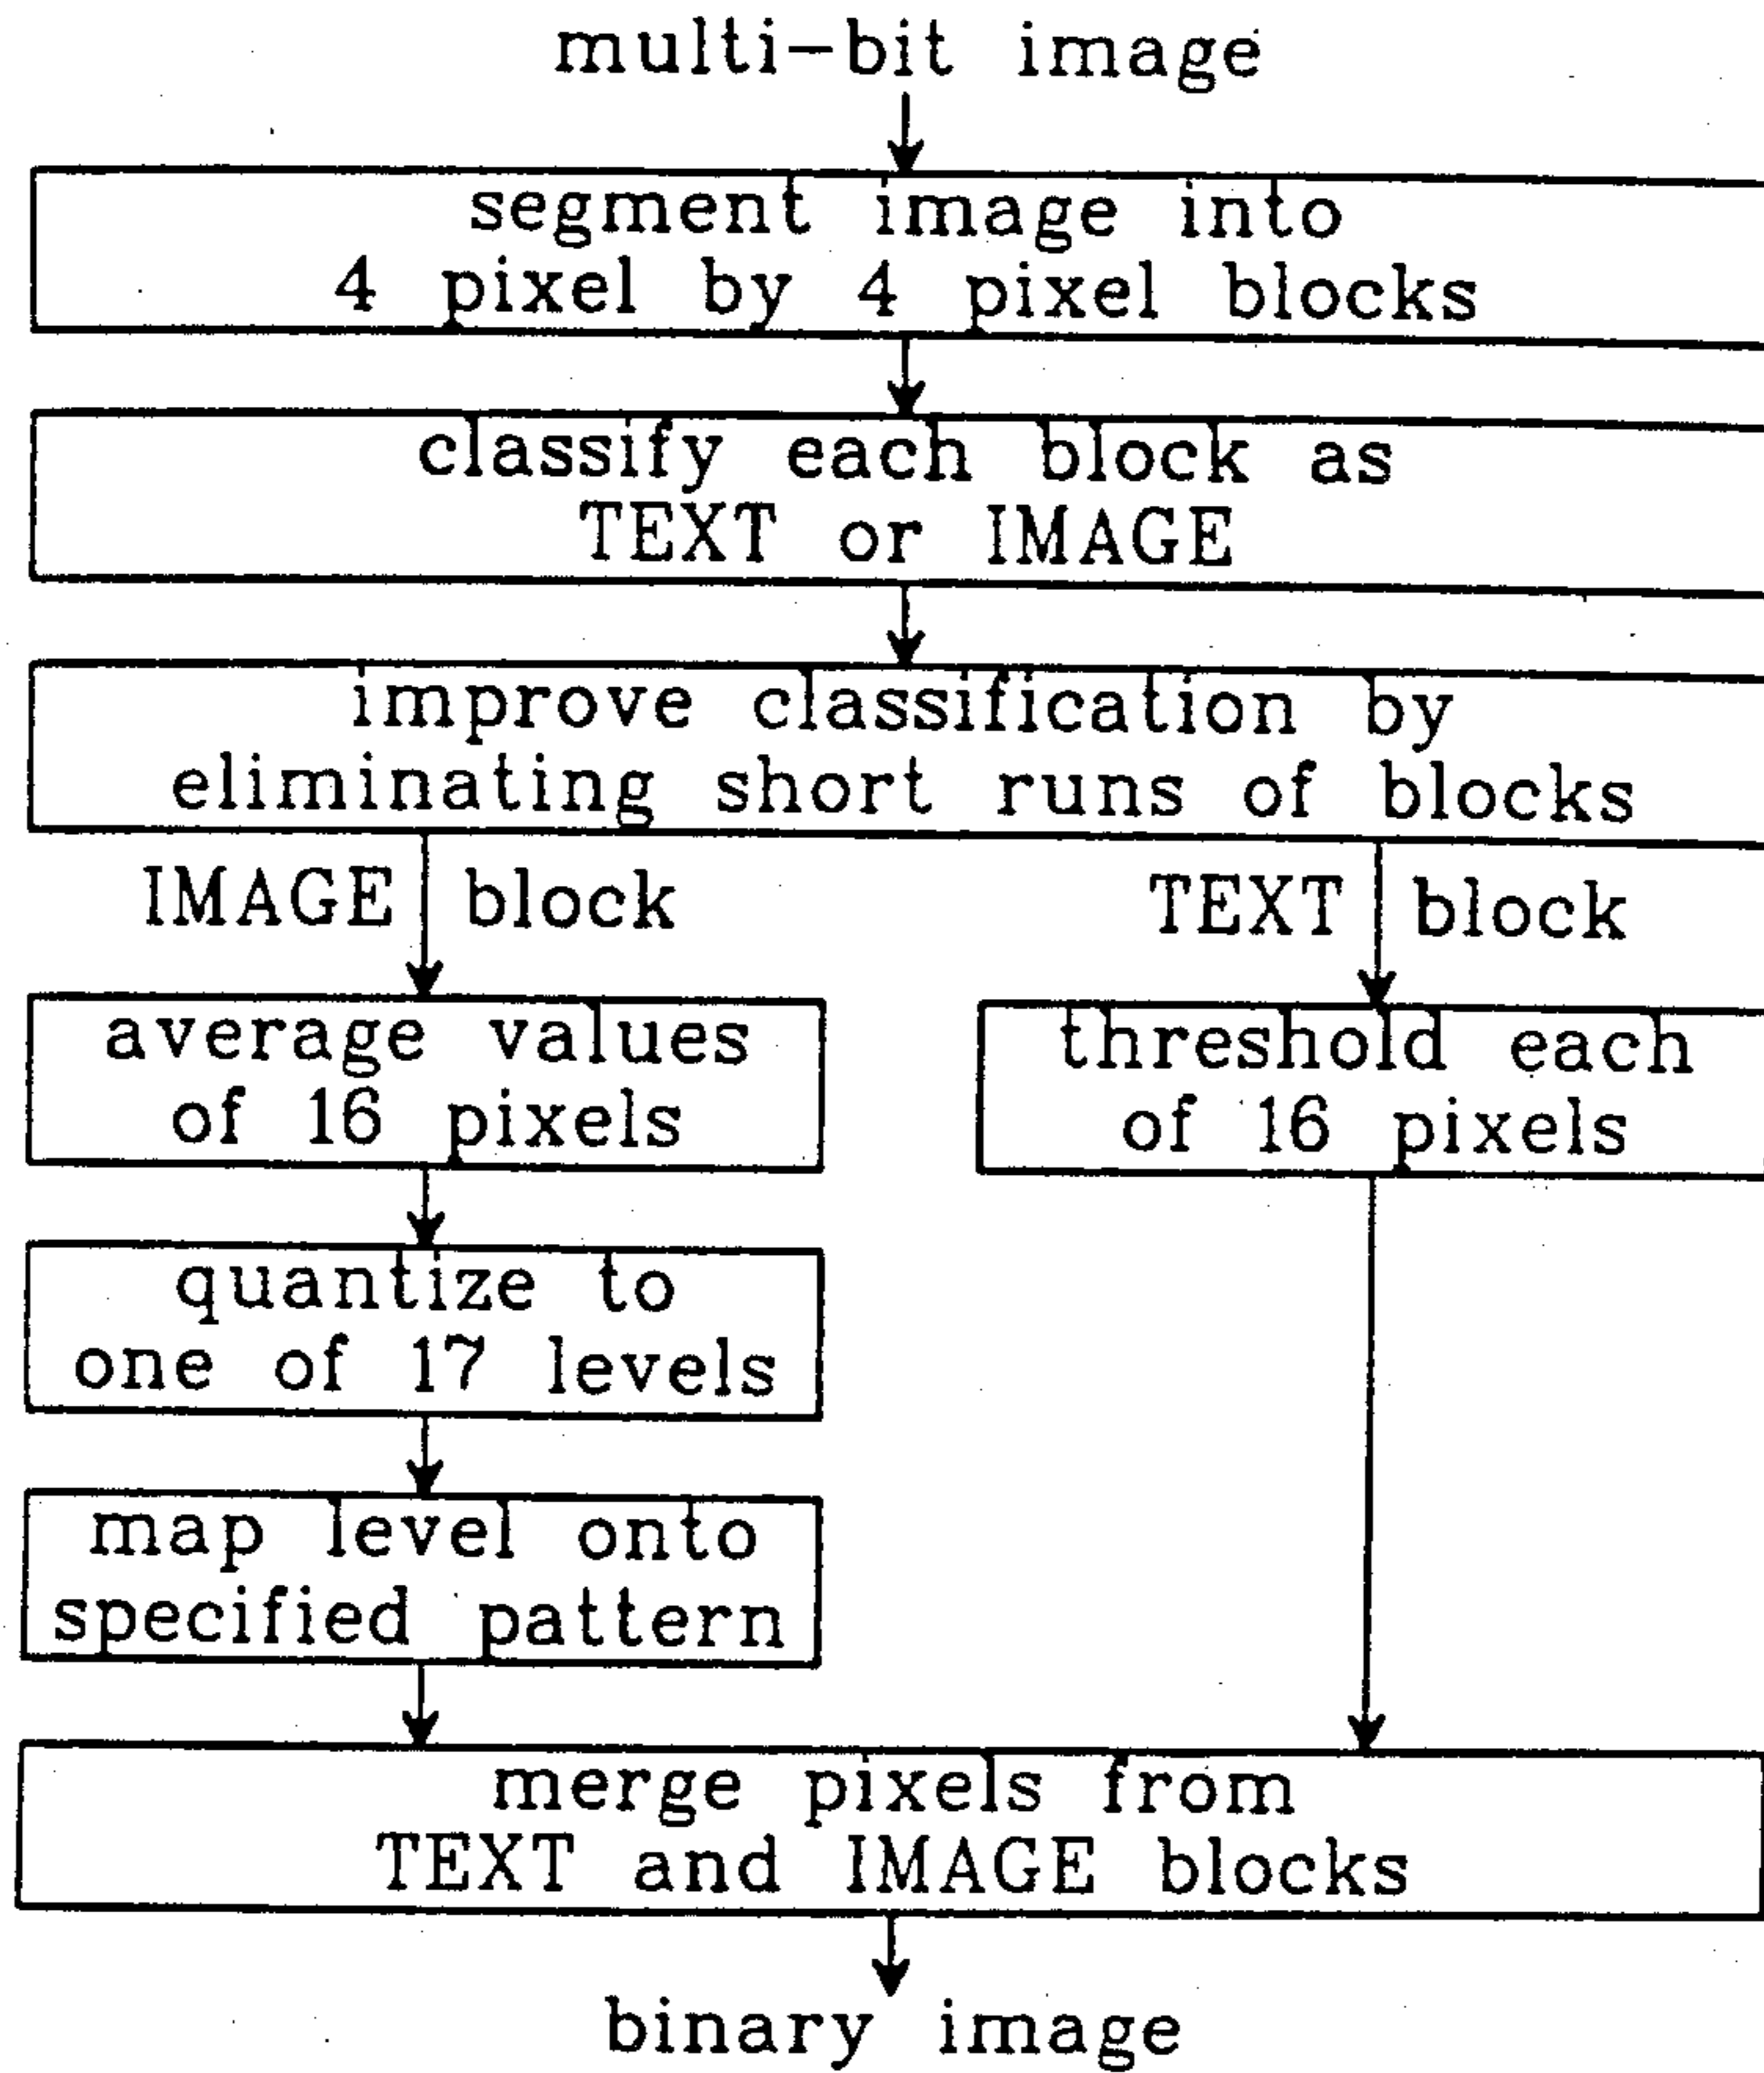 multi-bit image
segment image into
4 pixel by 4 pixel blocks
classify each block as
TEXT or IMAGE
improve classification by
eliminating short runs of blocks
IMAGE block
TEXT block
average values
of 16 pixels
threshold each
of 16 pixels
quantize to
one of 17 levels
map level onto
specified pattern
merge pixels from
TEXT and IMAGE blocks
binary image